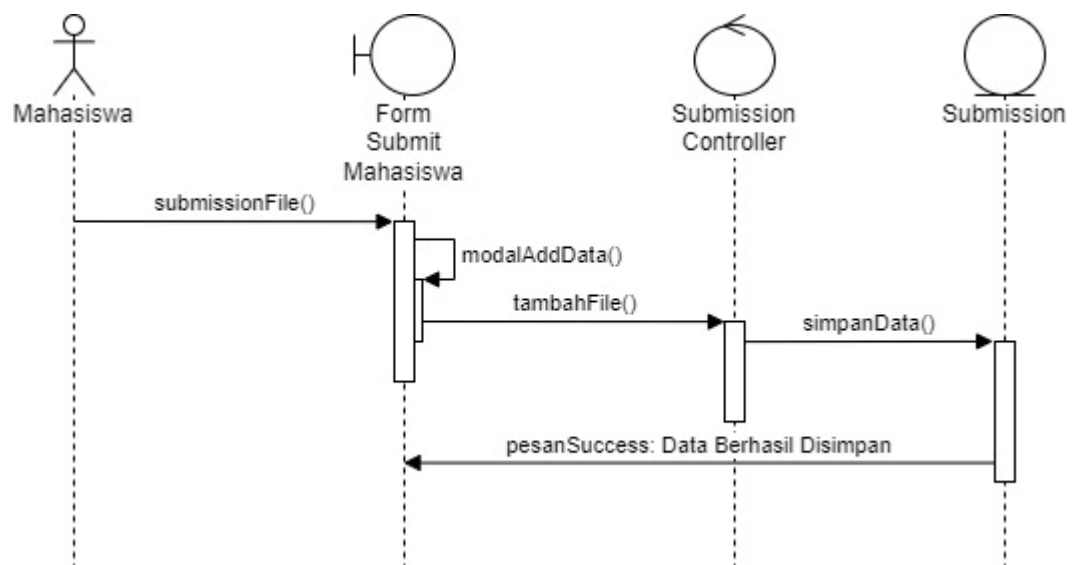 Mahasiswa
Form
Submit
Mahasiswa
Submission
Controller
Submission
submissionFile()
modalAddData()
tambahFile()
simpanData()
pesanSuccess: Data Berhasil Disimpan